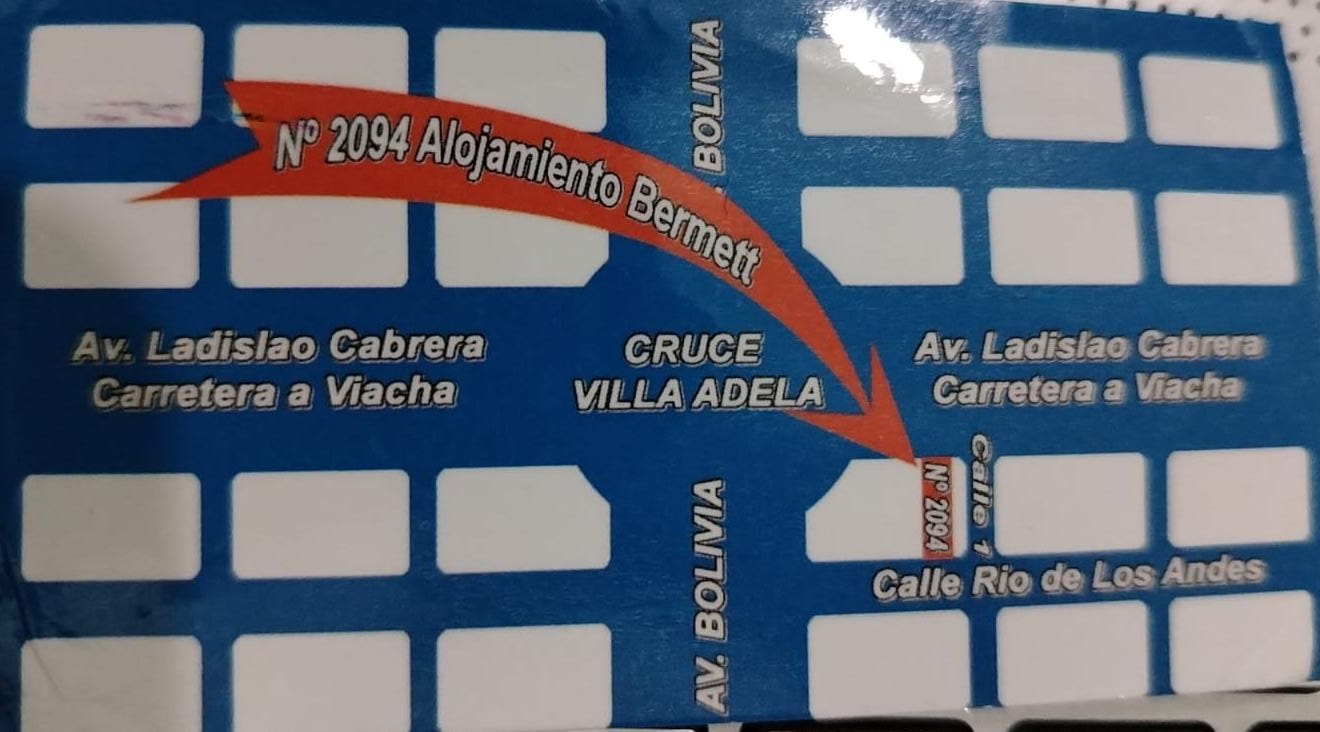 BOLIVIA
Nº 2094 Alojamiento Bermett
Av. Ladislao Cabrera
Carretera a Viacha
CRUCE
VILLA ADELA
Av. Ladislao Cabrera
Carretera a Viacha
Nº 2094
Calle 1
AV. BOLIVIA
Calle Rio de Los Andes